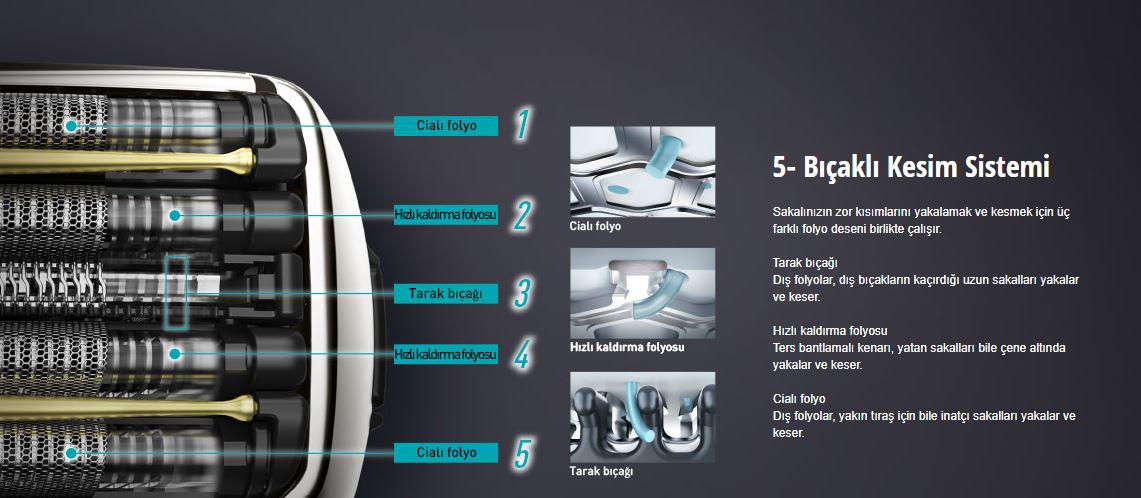 Cialı folyo
1
Hızlı kaldırma folyosu
2
Tarak bıçağı
3
Hızlı kaldırma folyosu
4
Cialı folyo
5
Cialı folyo
Hızlı kaldırma folyosu
Tarak bıçağı
5- Bıçaklı Kesim Sistemi
Sakalınızın zor kısımlarını yakalamak ve kesmek için üç
farklı folyo deseni birlikte çalışır.
Tarak bıçağı
Dış folyolar, dış bıçakların kaçırdığı uzun sakalları yakalar
ve keser.
Hızlı kaldırma folyosu
Ters bantlamalı kenarı, yatan sakalları bile çene altında
yakalar ve keser.
Cialı folyo
Dış folyolar, yakın tıraş için bile inatçı sakalları yakalar ve
keser.